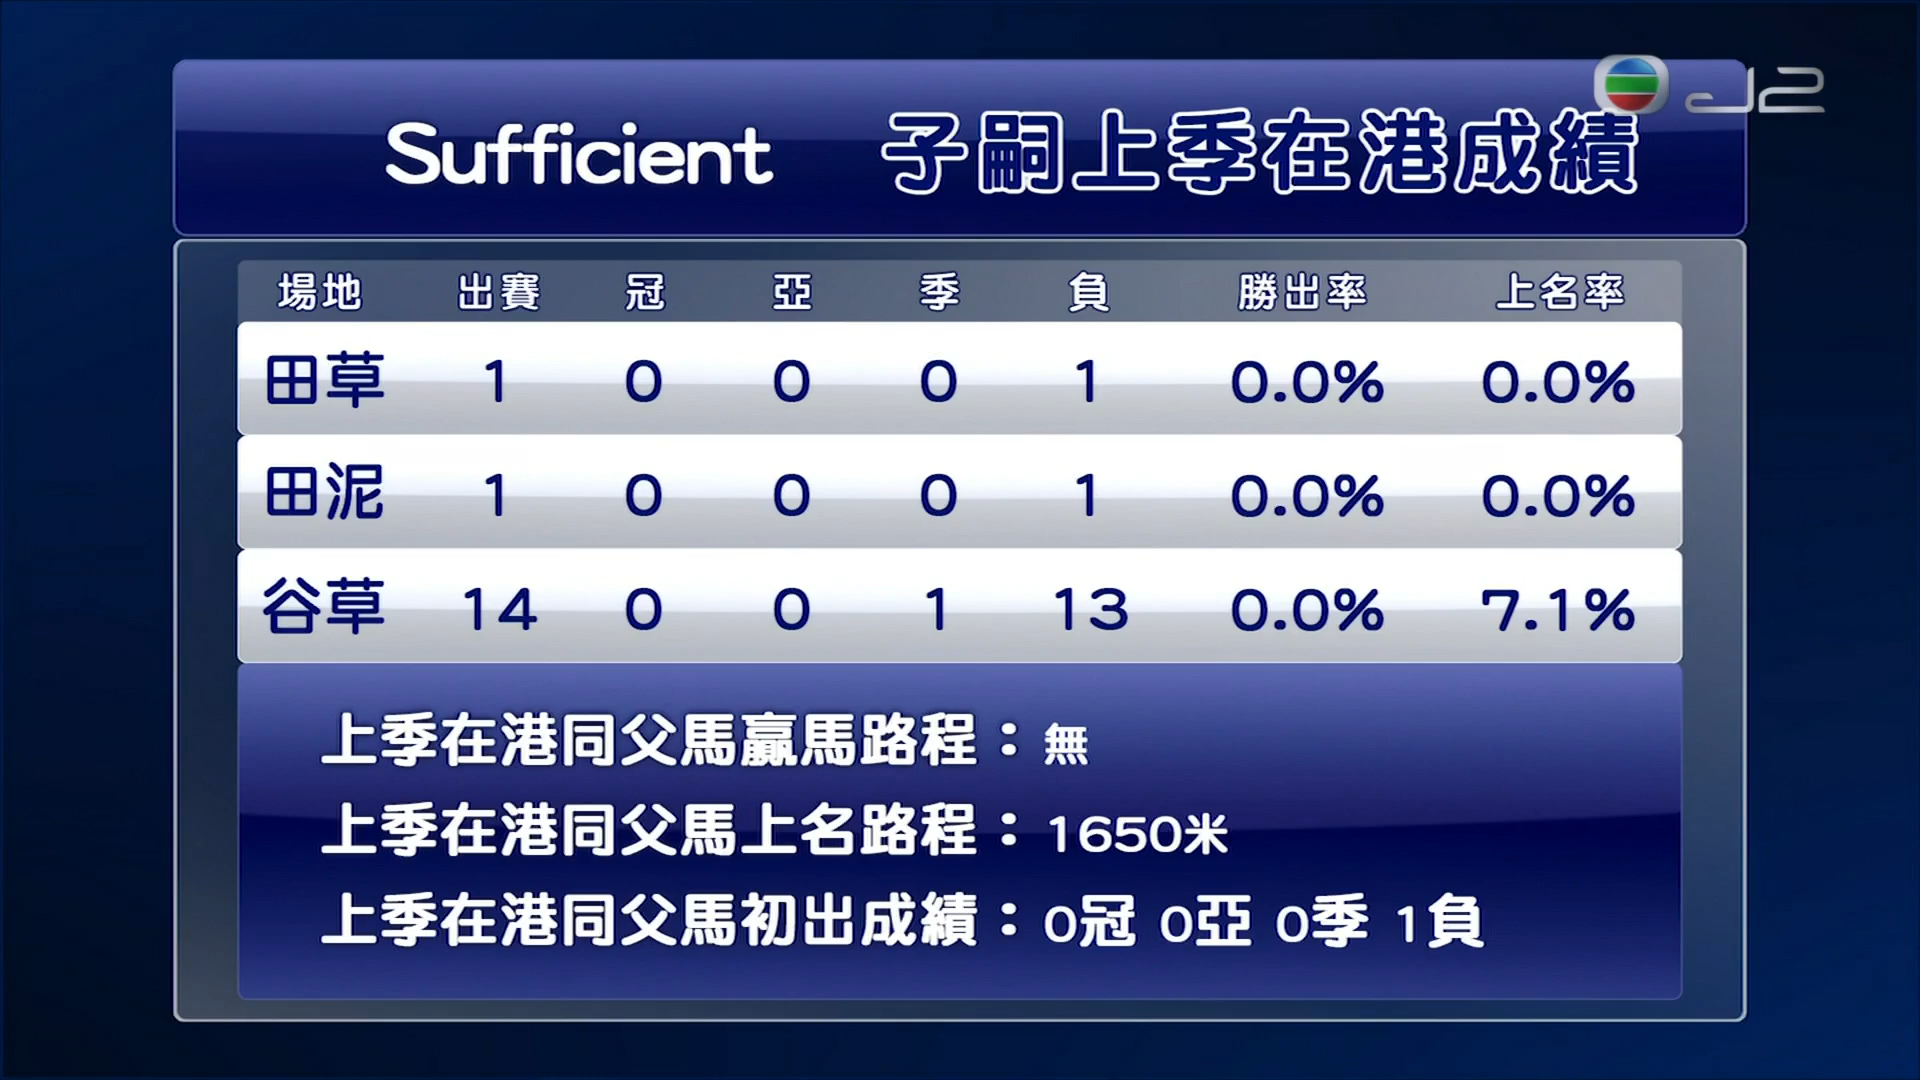 J2
Sufficient 子嗣上季在港成績
場地 出賽 冠 亞 季 負 勝出率 上名率
田草 1 0 0 0 1 0.0% 0.0%
田泥 1 0 0 0 1 0.0% 0.0%
谷草 14 0 0 1 13 0.0% 7.1%
上季在港同父馬贏馬路程：無
上季在港同父馬上名路程：1650米
上季在港同父馬初出成績：0冠 0亞 0季 1負